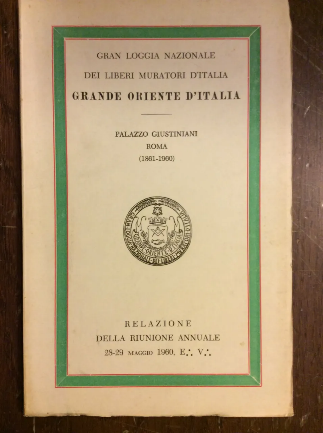 GRAN LOGGIA NAZIONALE
DEI LIBERI MURATORI D'ITALIA
GRANDE ORIENTE D'ITALIA
PALAZZO GIUSTINIANI
ROMA
(1861-1960)
RELAZIONE
DELLA RIUNIONE ANNUALE
28-29 MAGGIO 1960, E∴ V∴